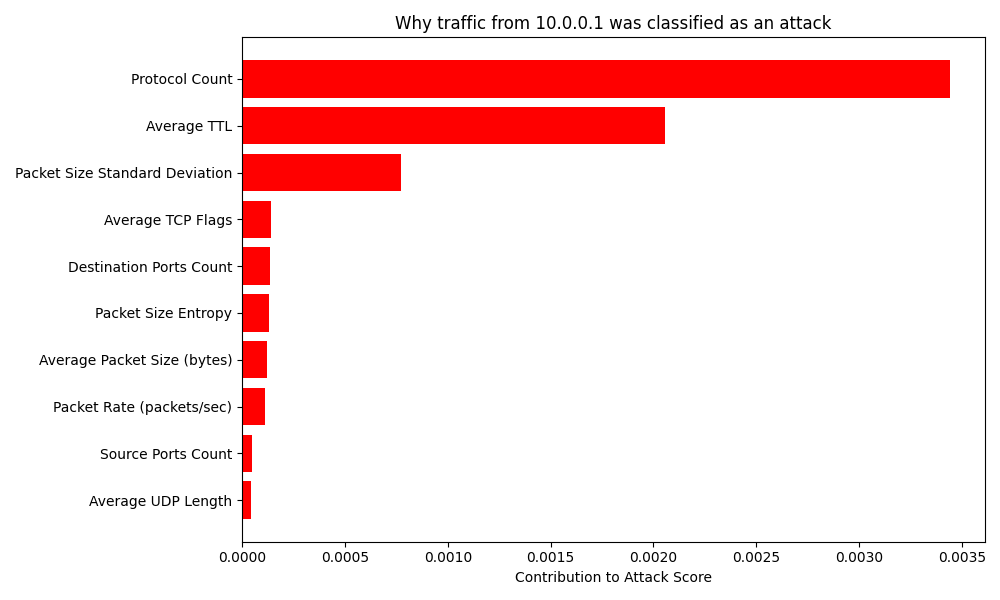 Why traffic from 10.0.0.1 was classified as an attack
Protocol Count
Average TTL
Packet Size Standard Deviation
Average TCP Flags
Destination Ports Count
Packet Size Entropy
Average Packet Size (bytes)
Packet Rate (packets/sec)
Source Ports Count
Average UDP Length
0.0000 0.0005 0.0010 0.0015 0.0020 0.0025 0.0030 0.0035
Contribution to Attack Score